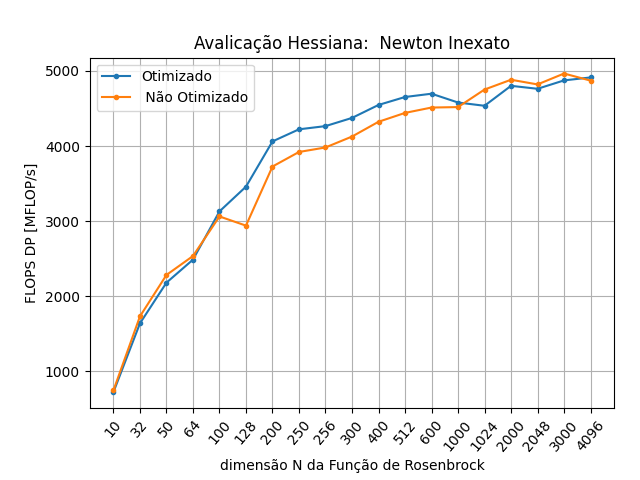 Avalicação Hessiana:  Newton Inexato
Otimizado
Não Otimizado
FLOPS DP [MFLOP/s]
5000
4000
3000
2000
1000
10 32 50 64 100 128 200 250 256 300 400 512 600 1000 1024 2000 2048 3000 4096
dimensão N da Função de Rosenbrock